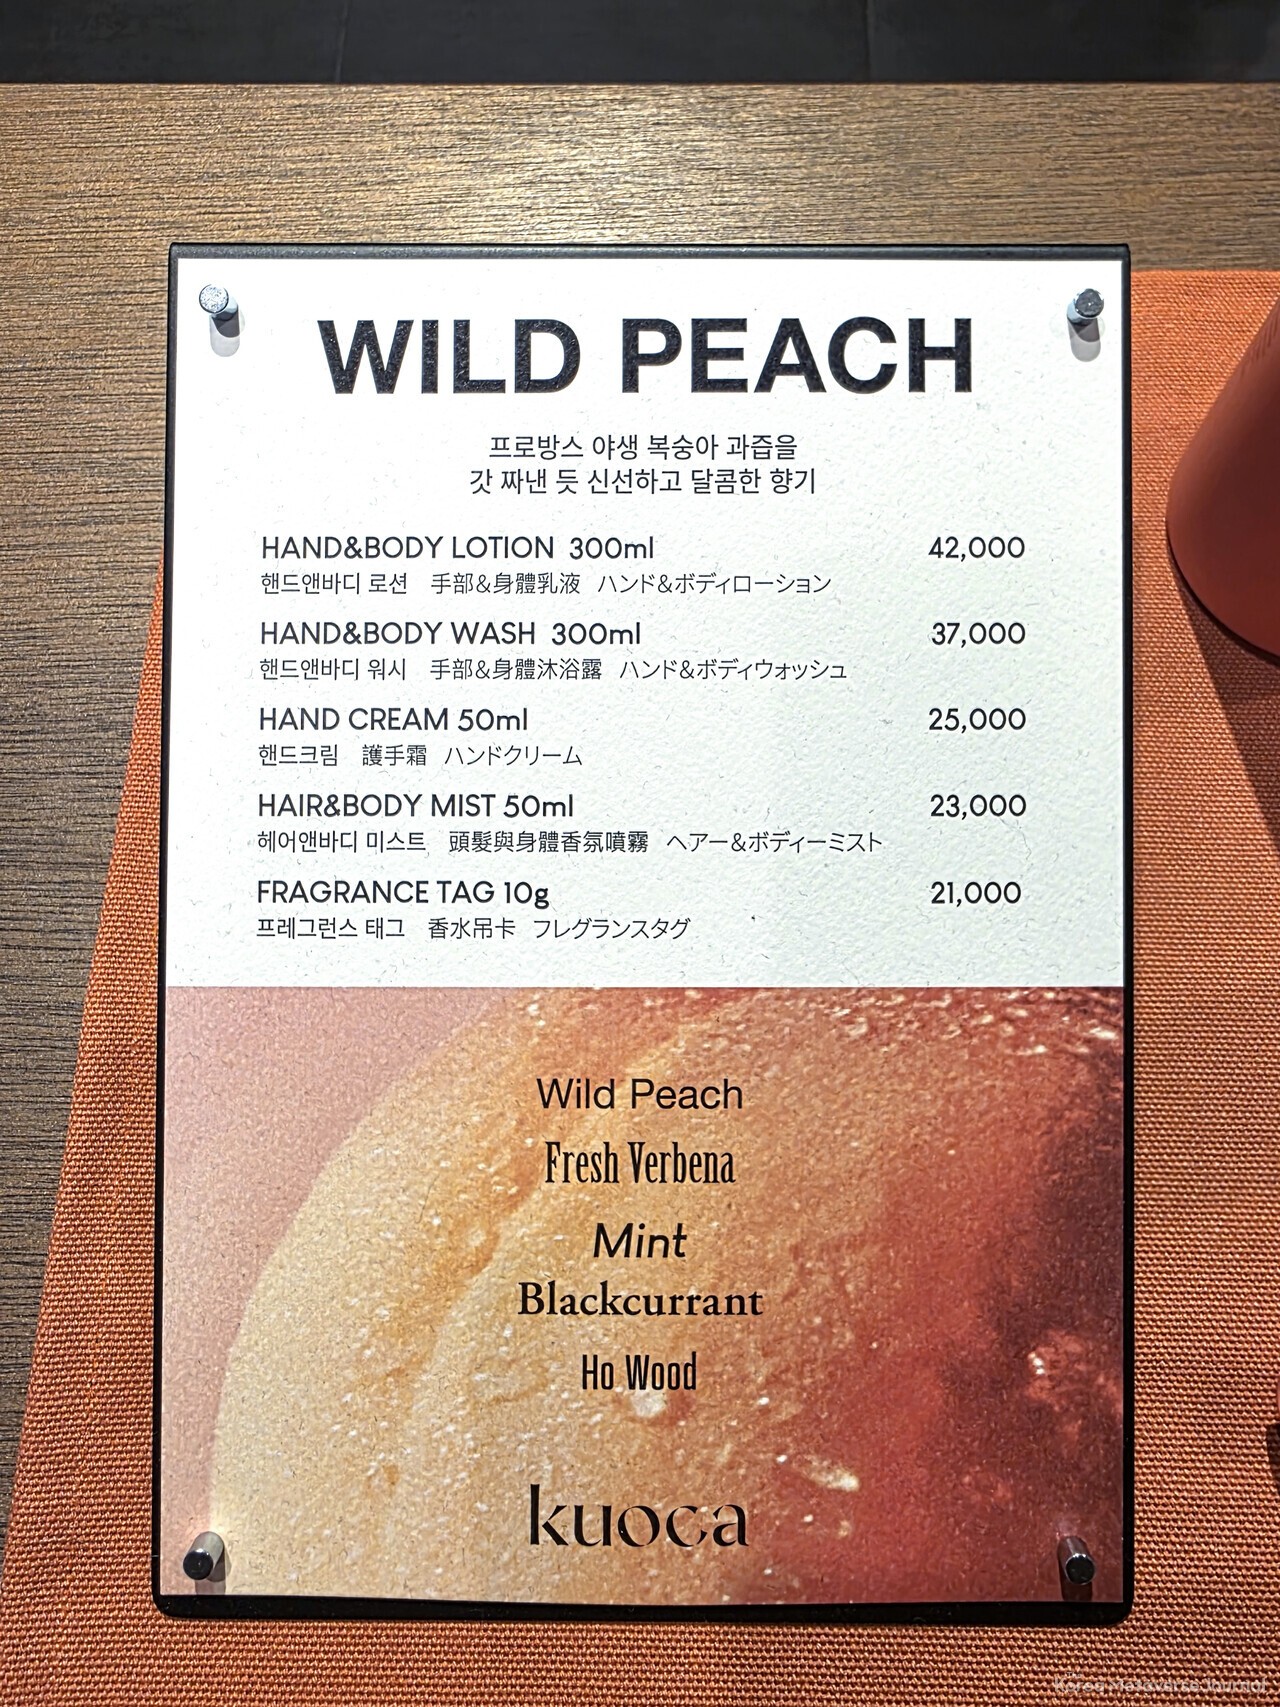 WILD PEACH
프로방스 야생 복숭아 과즙을
갓 짜낸 듯 신선하고 달콤한 향기
HAND&BODY LOTION 300ml 42,000
핸드앤바디 로션 手部&身體乳液 ハンド&ボディローション
HAND&BODY WASH 300ml 37,000
핸드앤바디 워시 手部&身體沐浴露 ハンド&ボディウォッシュ
HAND CREAM 50ml 25,000
핸드크림 護手霜 ハンドクリーム
HAIR&BODY MIST 50ml 23,000
헤어앤바디 미스트 頭髮與身體香氛噴霧 ヘアー&ボディーミスト
FRAGRANCE TAG 10g 21,000
프레그런스 태그 香水吊卡 フレグランスタグ
Wild Peach
Fresh Verbena
Mint
Blackcurrant
Ho Wood
kuoca
Korea Metaverse Journal